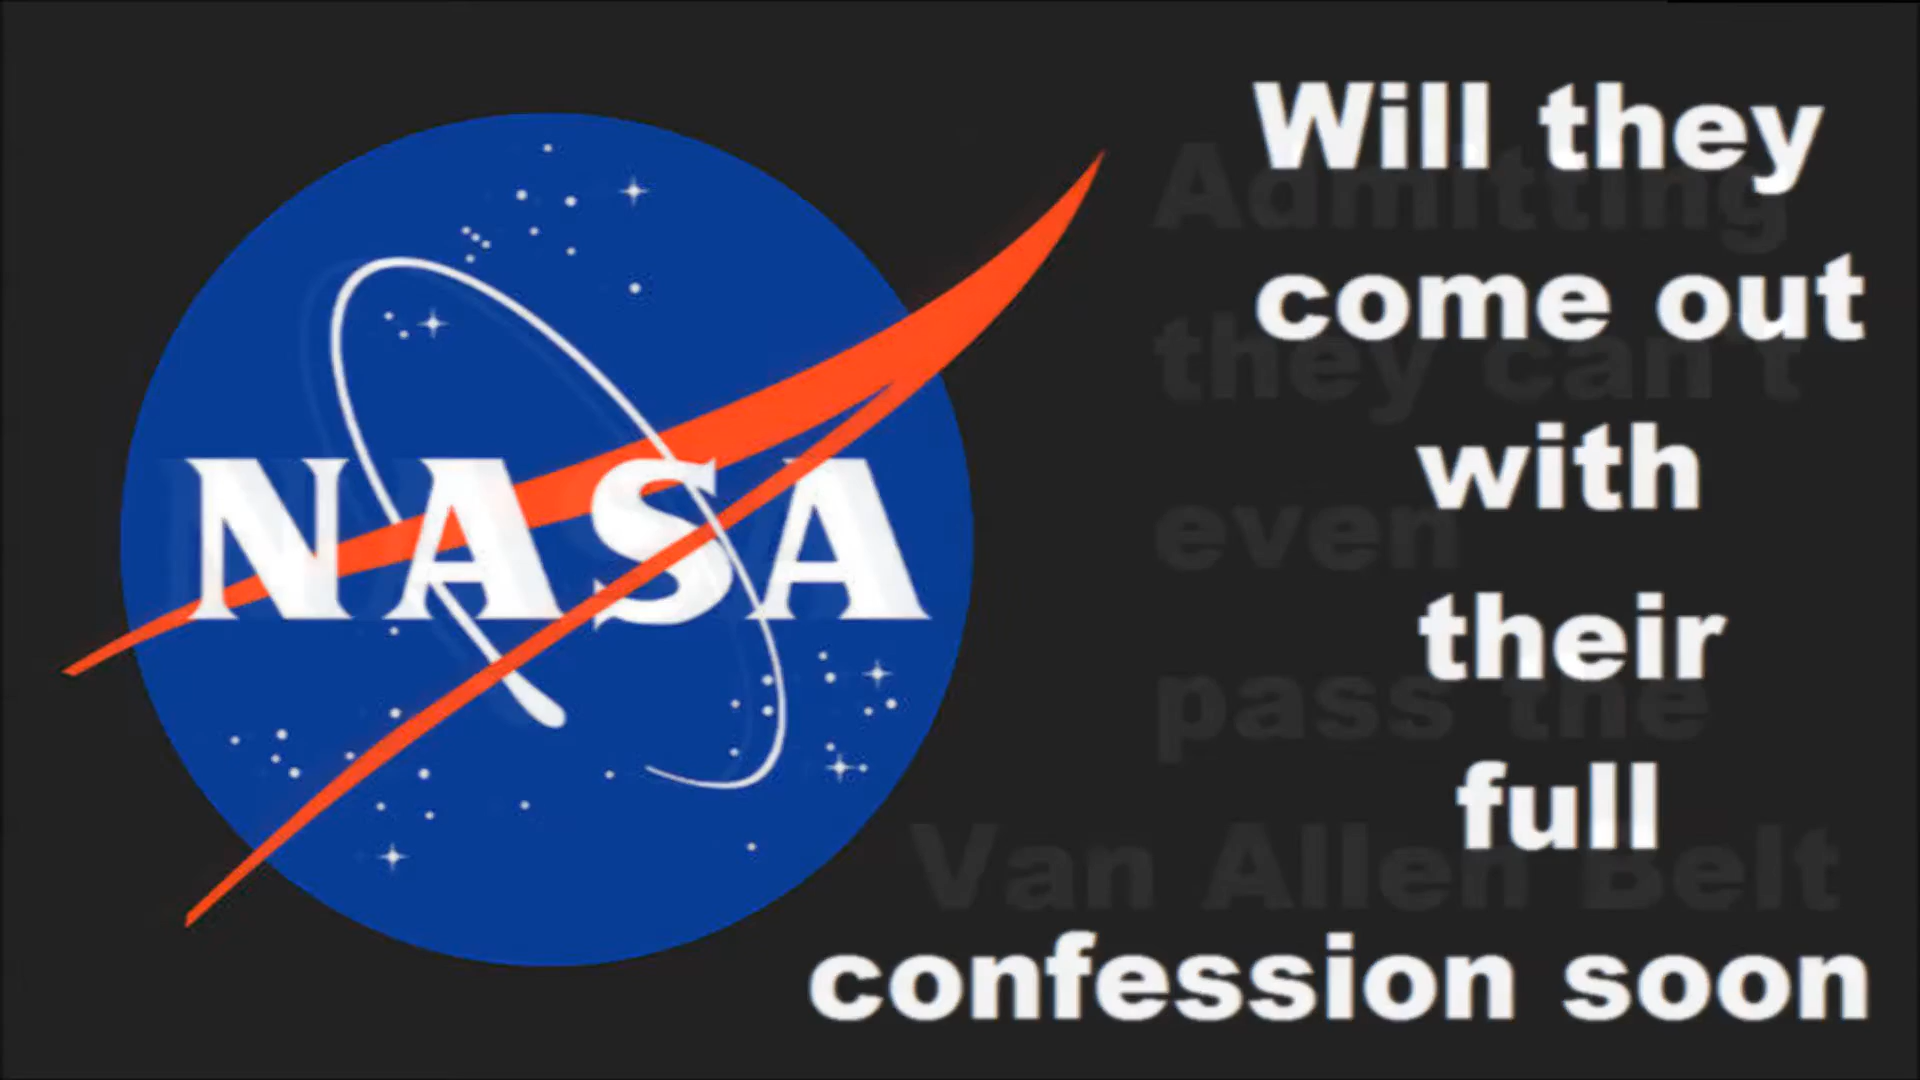 NASA
Will they
come out
with
their
full
confession soon
Admitting
they can't
even
pass the
Van Allen Belt